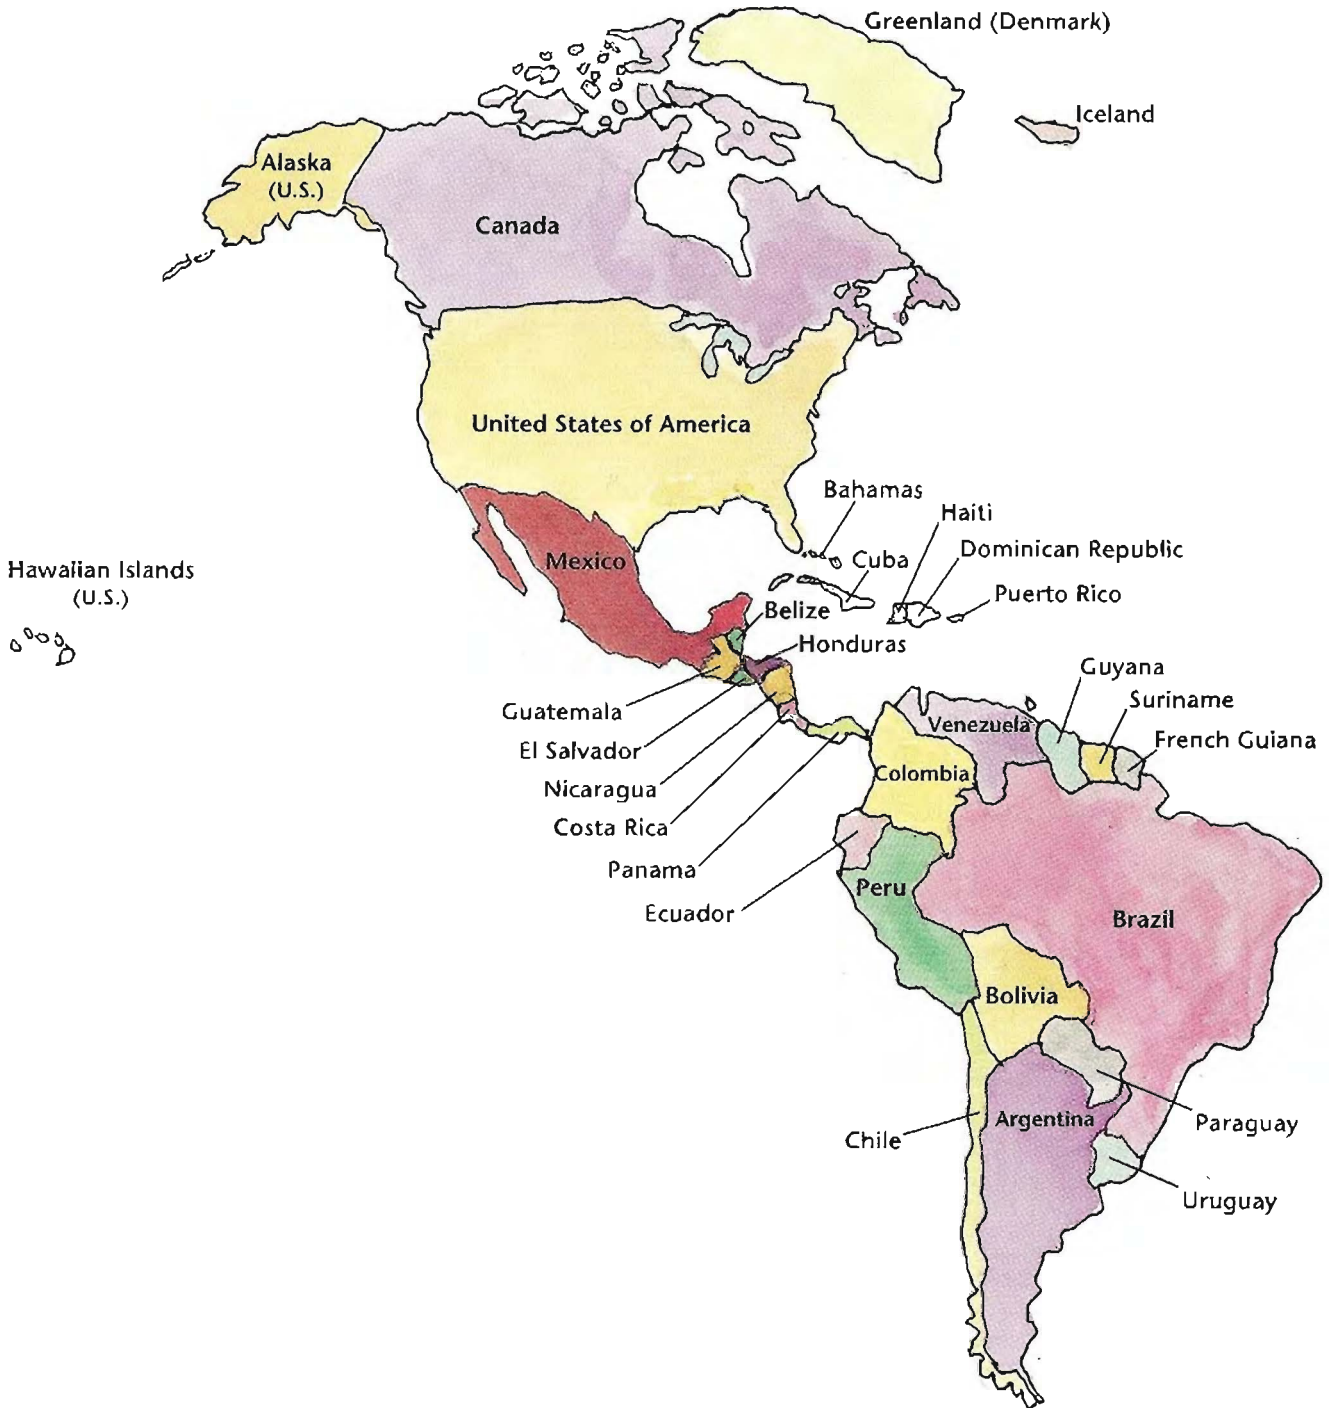 Greenland (Denmark)
Iceland
Alaska
(U.S.)
Canada
United States of America
Bahamas
Haiti
Dominican Republic
Cuba
Mexico
Hawaiian Islands
(U.S.)
Puerto Rico
Belize
Honduras
Guyana
Suriname
French Guiana
Guatemala
Venezuela
El Salvador
Colombia
Nicaragua
Costa Rica
Panama
Peru
Ecuador
Brazil
Bolivia
Argentina
Paraguay
Chile
Uruguay